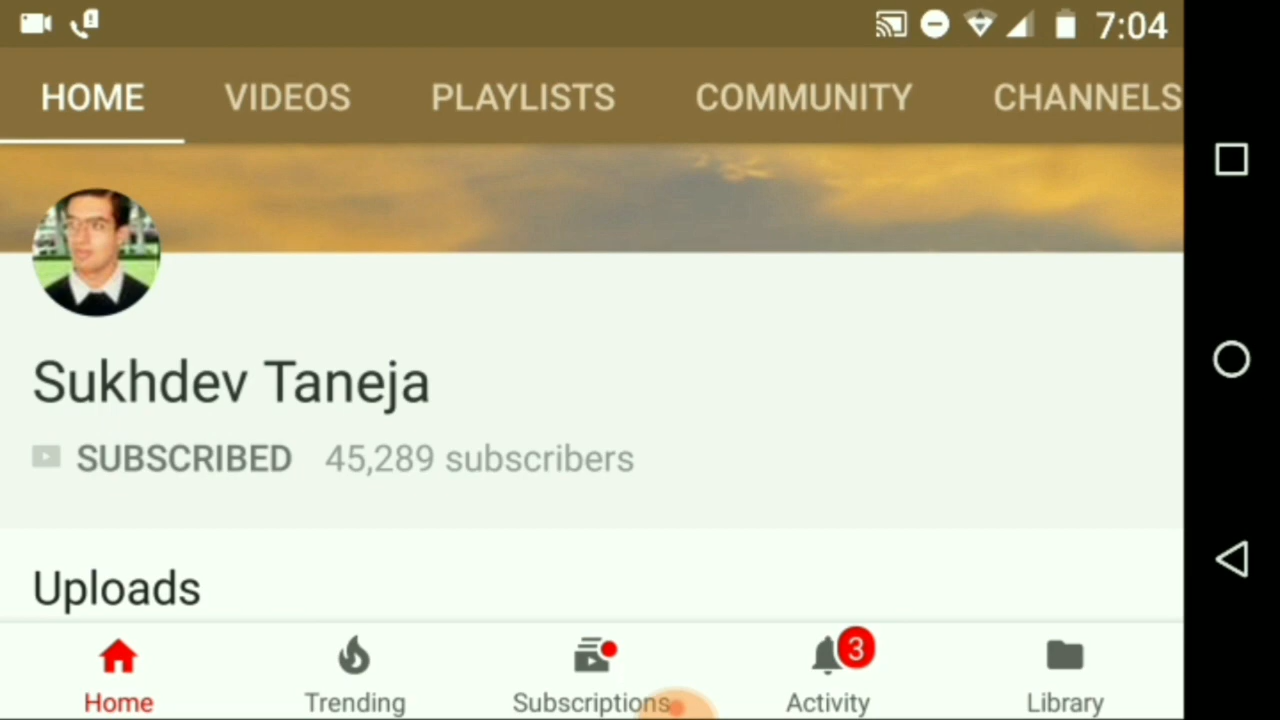 7:04
HOME VIDEOS PLAYLISTS COMMUNITY CHANNELS
Sukhdev Taneja
SUBSCRIBED 45,289 subscribers
Uploads
3
Home Trending Subscriptions Activity Library